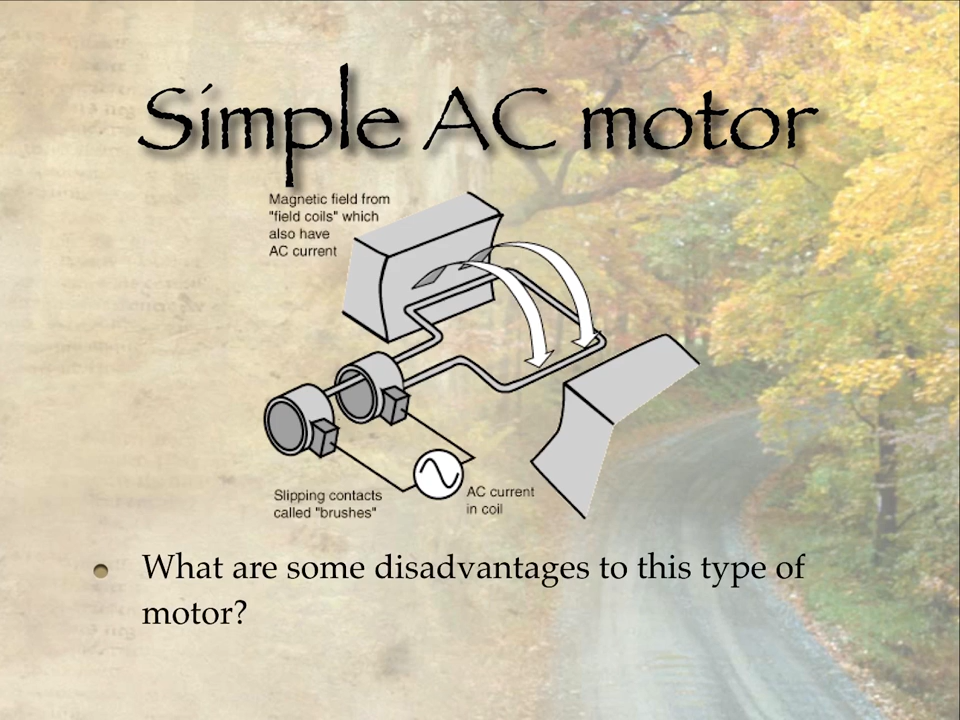 Simple AC motor
Magnetic field from
"field coils" which
also have
AC current
Slipping contacts
called "brushes"
AC current
in coil
What are some disadvantages to this type of
motor?